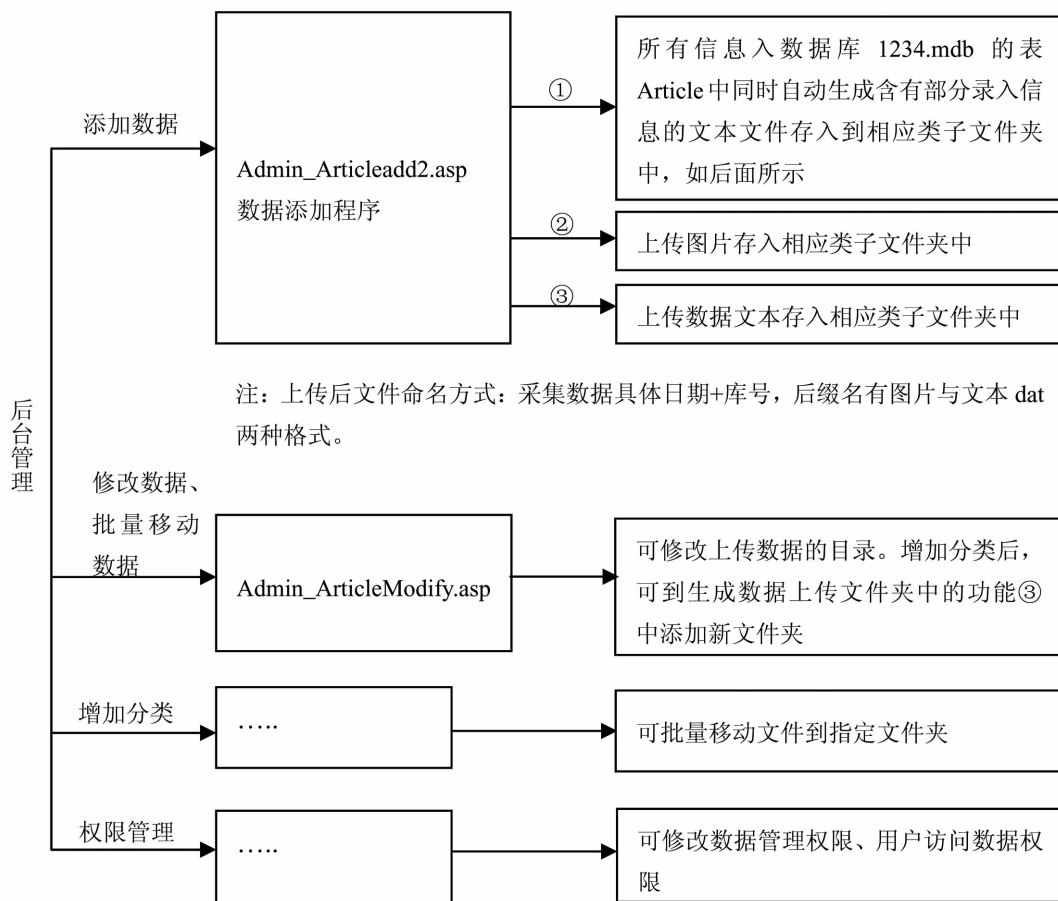 后台管理
添加数据
Admin_Articleadd2.asp
数据添加程序
①
所有信息入数据库 1234.mdb 的表
Article 中同时自动生成含有部分录入信
息的文本文件存入到相应类子文件夹
中，如后面所示
②
上传图片存入相应类子文件夹中
③
上传数据文本存入相应类子文件夹中
注：上传后文件命名方式：采集数据具体日期+库号，后缀名有图片与文本 dat
两种格式。
修改数据、
批量移动
数据
Admin_ArticleModify.asp
可修改上传数据的目录。增加分类后，
可到生成数据上传文件夹中的功能③
中添加新文件夹
增加分类
…..
可批量移动文件到指定文件夹
权限管理
…..
可修改数据管理权限、用户访问数据权
限